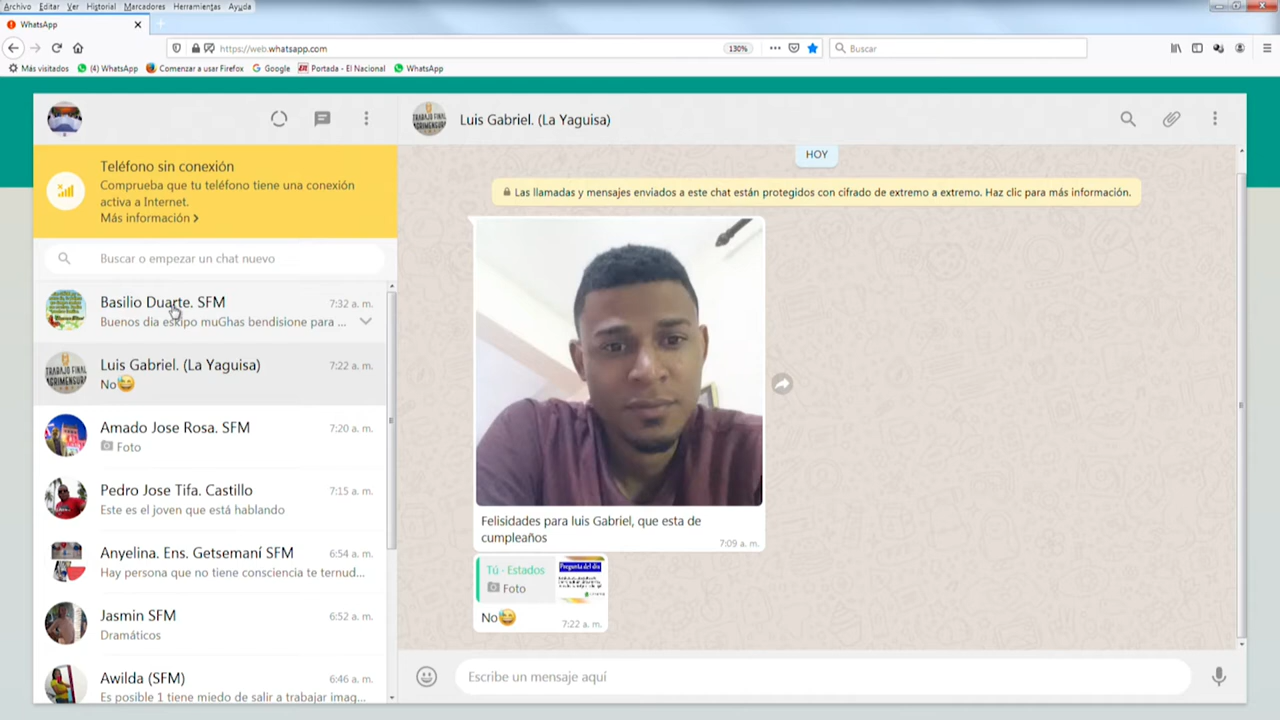 Archivo Editar Ver Historial Marcadores Herramientas Ayuda
WhatsApp
https://web.whatsapp.com
130%
Buscar
Más visitados
(4) WhatsApp
Comenzar a usar Firefox
Google
Portada - El Nacional
WhatsApp
Teléfono sin conexión
Comprueba que tu teléfono tiene una conexión
activa a Internet.
Más información
Buscar o empezar un chat nuevo
Basilio Duarte. SFM 7:32 a. m.
Buenos dia eskipo muGhas bendisione para ...
Luis Gabriel. (La Yaguisa) 7:22 a. m.
No😅
Amado Jose Rosa. SFM 7:20 a. m.
Foto
Pedro Jose Tifa. Castillo 7:15 a. m.
Este es el joven que está hablando
Anyelina. Ens. Getsemaní SFM 6:54 a. m.
Hay persona que no tiene consciencia te ternud...
Jasmin SFM 6:52 a. m.
Dramáticos
Awilda (SFM) 6:46 a. m.
Es posible 1 tiene miedo de salir a trabajar imag...
TRABAJO FINAL
AGRIMENSURA
Luis Gabriel. (La Yaguisa)
HOY
Las llamadas y mensajes enviados a este chat están protegidos con cifrado de extremo a extremo. Haz clic para más información.
Felisidades para luis Gabriel, que esta de
cumpleaños
7:09 a. m.
Tú - Estados
Foto
Pregunta del día
No😅
7:22 a. m.
Escribe un mensaje aquí